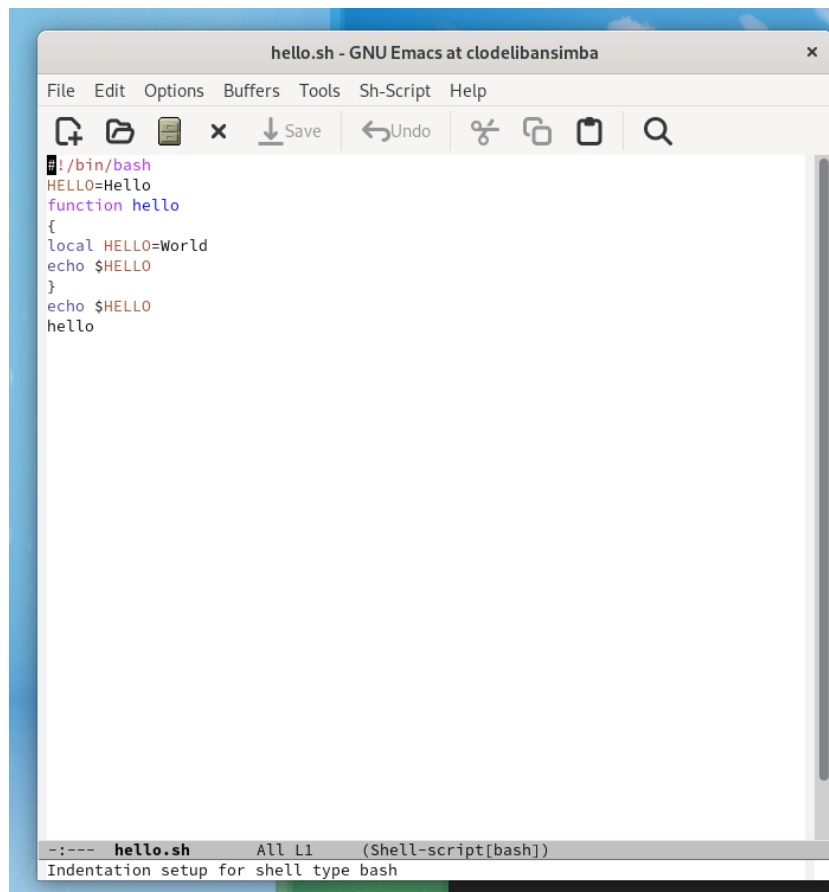 hello.sh - GNU Emacs at clodelibansimba ×
File Edit Options Buffers Tools Sh-Script Help
Save Undo
#!/bin/bash
HELLO=Hello
function hello
{
local HELLO=World
echo $HELLO
}
echo $HELLO
hello
-:--- hello.sh All L1 (Shell-script[bash])
Indentation setup for shell type bash